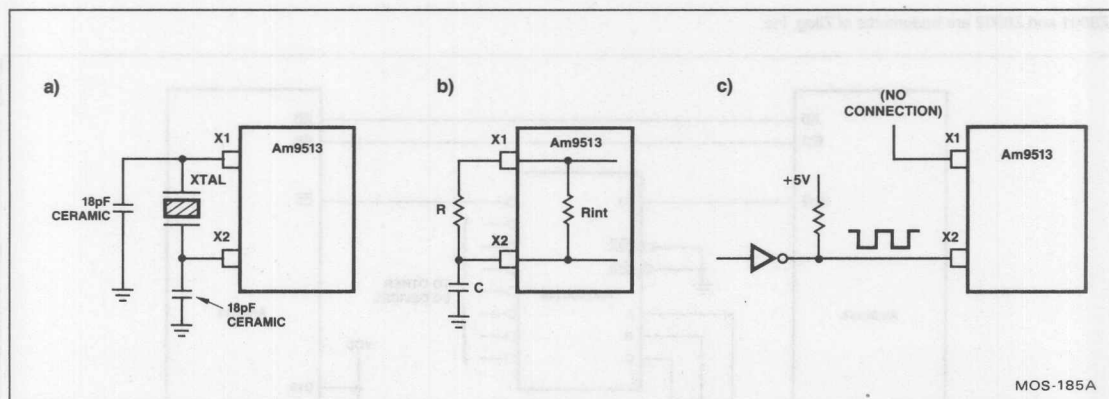 a)
X1
Am9513
XTAL
18pF
CERAMIC
X2
18pF
CERAMIC
b)
X1
Am9513
R
Rint
X2
C
c)
(NO
CONNECTION)
X1
Am9513
+5V
X2
MOS-185A